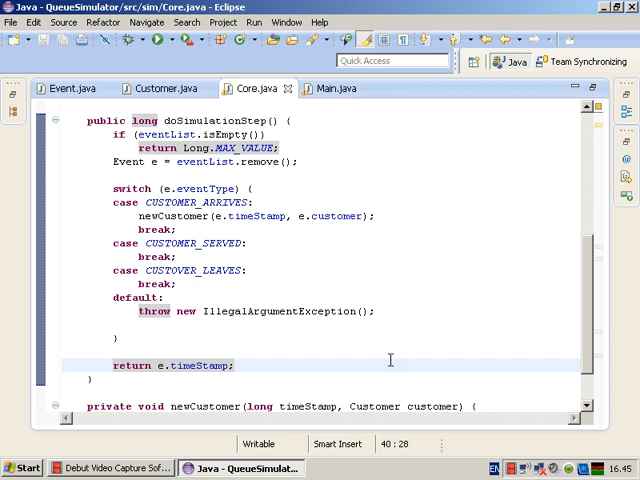 Java - QueueSimulator/src/sim/Core.java - Eclipse
File Edit Source Refactor Navigate Search Project Core Run Window Help
Quick Access
Java
Team Synchronizing
Event.java
Customer.java
Core.java
Main.java
public long doSimulationStep() {
if (eventList.isEmpty())
return Long.MAX_VALUE;
Event e = eventList.remove();
switch (e.eventType) {
case CUSTOMER_ARRIVES:
newCustomer(e.timeStamp, e.customer);
break;
case CUSTOMER_SERVED:
break;
case CUSTOVER_LEAVES:
break;
default:
throw new IllegalArgumentException();
}
return e.timeStamp;
}
private void newCustomer(long timeStamp, Customer customer) {
Writable
Smart Insert
40 : 28
Start
Debut Video Capture Sof...
Java - QueueSimulat...
EN
16.45